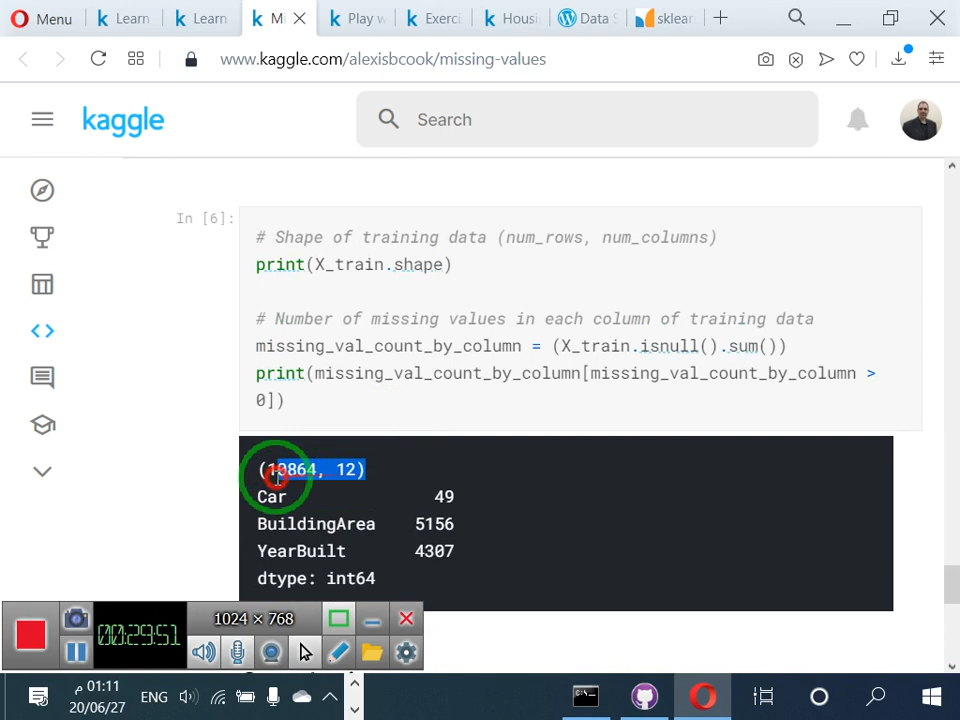 Menu
Learn
Learn
Mi
Play w
Exerci
Housi
Data S
sklear
www.kaggle.com/alexisbcook/missing-values
kaggle
Search
In [6]:
# Shape of training data (num_rows, num_columns)
print(X_train.shape)
# Number of missing values in each column of training data
missing_val_count_by_column = (X_train.isnull().sum())
print(missing_val_count_by_column[missing_val_count_by_column >
0])
(10864, 12)
Car 49
BuildingArea 5156
YearBuilt 4307
dtype: int64
1024 × 768
00:29:51
01:11 م
ENG
20/06/27